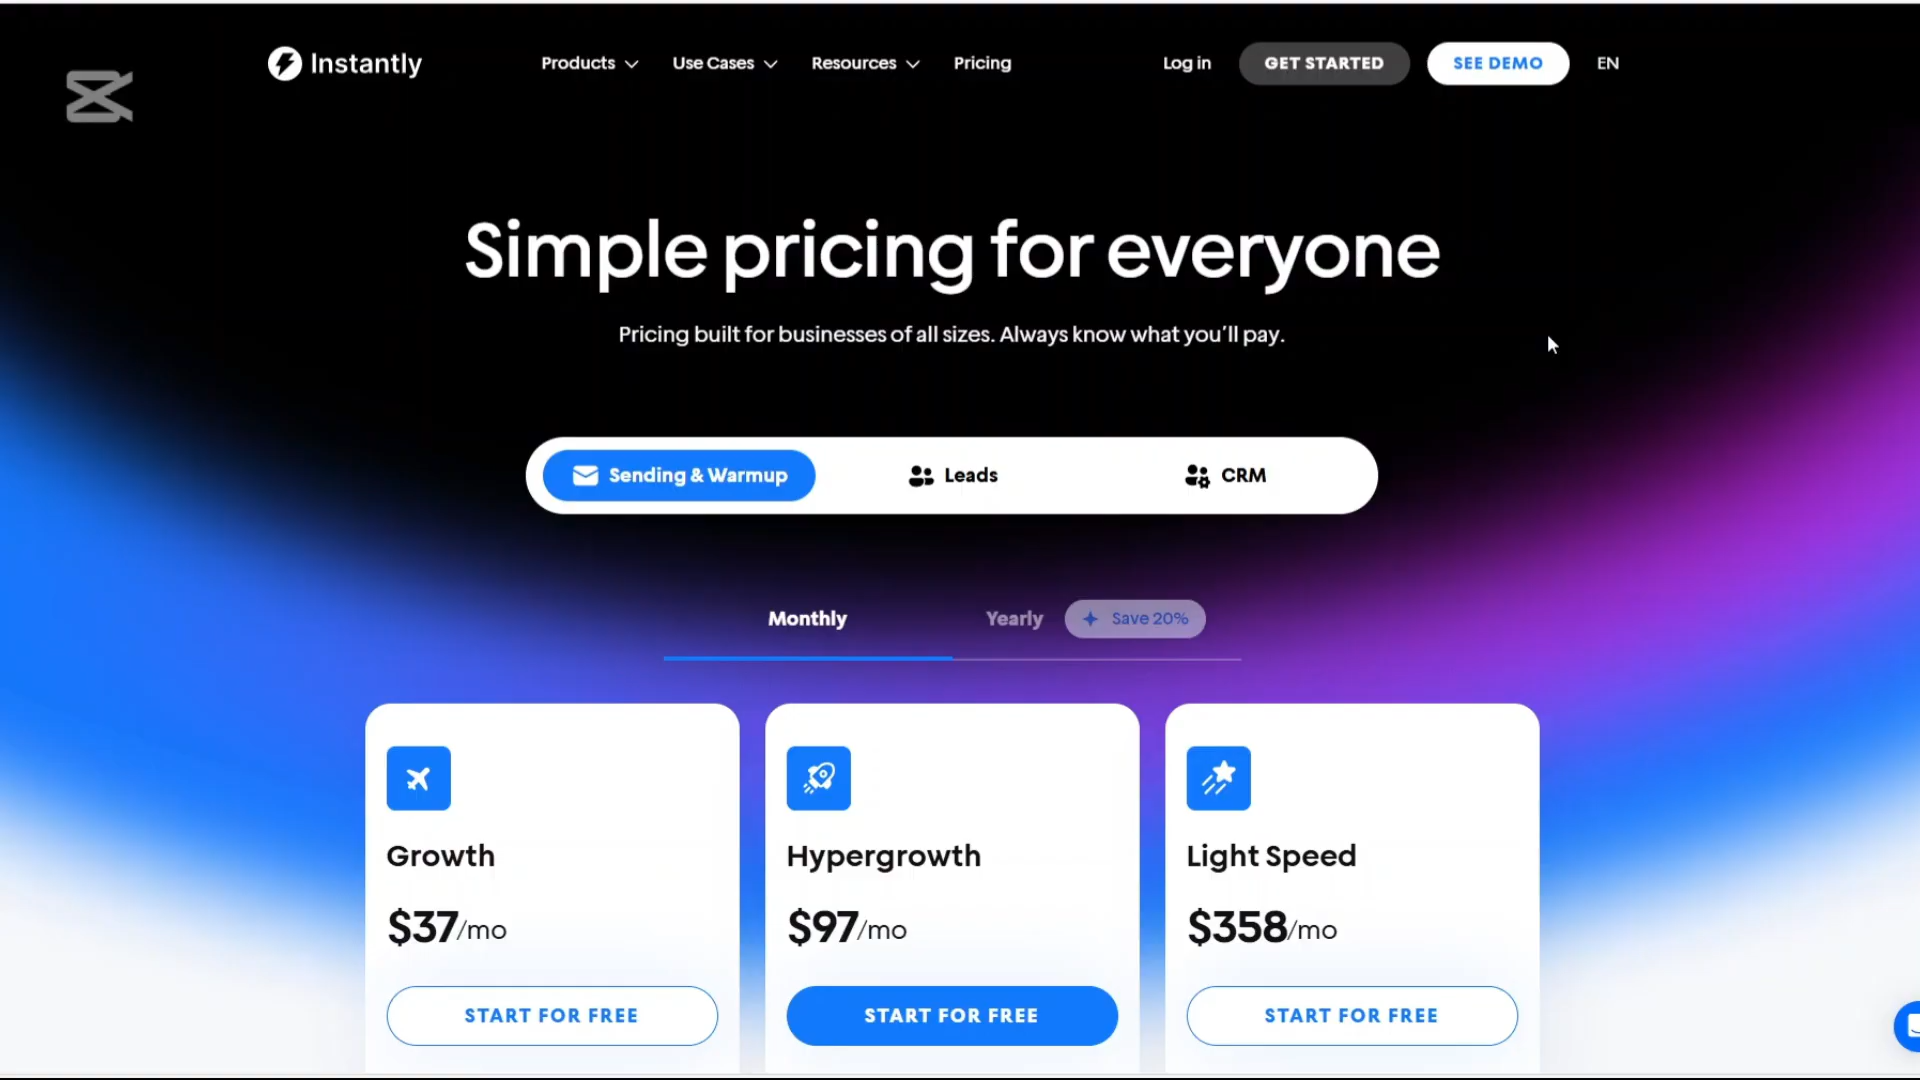 Instantly
Products
Use Cases
Resources
Pricing
Log in
GET STARTED
SEE DEMO
EN
Simple pricing for everyone
Pricing built for businesses of all sizes. Always know what you'll pay.
Sending & Warmup
Leads
CRM
Monthly
Yearly
Save 20%
Growth
$37/mo
START FOR FREE
Hypergrowth
$97/mo
START FOR FREE
Light Speed
$358/mo
START FOR FREE